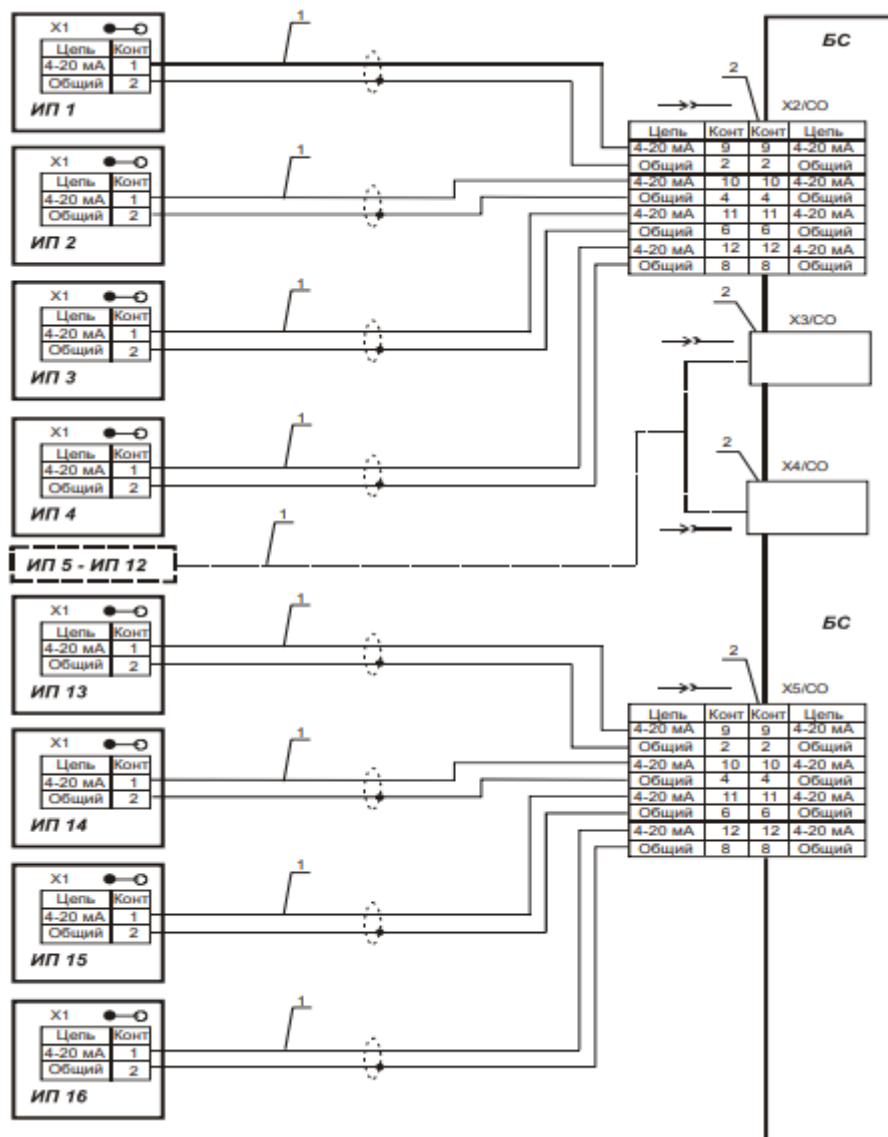 1
X1
Цепь Конт
4-20 мА 1
Общий 2
ИП 1
БС
2
X2/CO
Цепь Конт Конт Цепь
4-20 мА 9 9 4-20 мА
Общий 2 2 Общий
4-20 мА 10 10 4-20 мА
Общий 4 4 Общий
4-20 мА 11 11 4-20 мА
Общий 6 6 Общий
4-20 мА 12 12 4-20 мА
Общий 8 8 Общий
1
X1
Цепь Конт
4-20 мА 1
Общий 2
ИП 2
1
X1
Цепь Конт
4-20 мА 1
Общий 2
ИП 3
2
X3/CO
1
X1
Цепь Конт
4-20 мА 1
Общий 2
ИП 4
2
X4/CO
1
ИП 5 - ИП 12
1
X1
Цепь Конт
4-20 мА 1
Общий 2
ИП 13
БС
2
X5/CO
Цепь Конт Конт Цепь
4-20 мА 9 9 4-20 мА
Общий 2 2 Общий
4-20 мА 10 10 4-20 мА
Общий 4 4 Общий
4-20 мА 11 11 4-20 мА
Общий 6 6 Общий
4-20 мА 12 12 4-20 мА
Общий 8 8 Общий
1
X1
Цепь Конт
4-20 мА 1
Общий 2
ИП 14
1
X1
Цепь Конт
4-20 мА 1
Общий 2
ИП 15
1
X1
Цепь Конт
4-20 мА 1
Общий 2
ИП 16